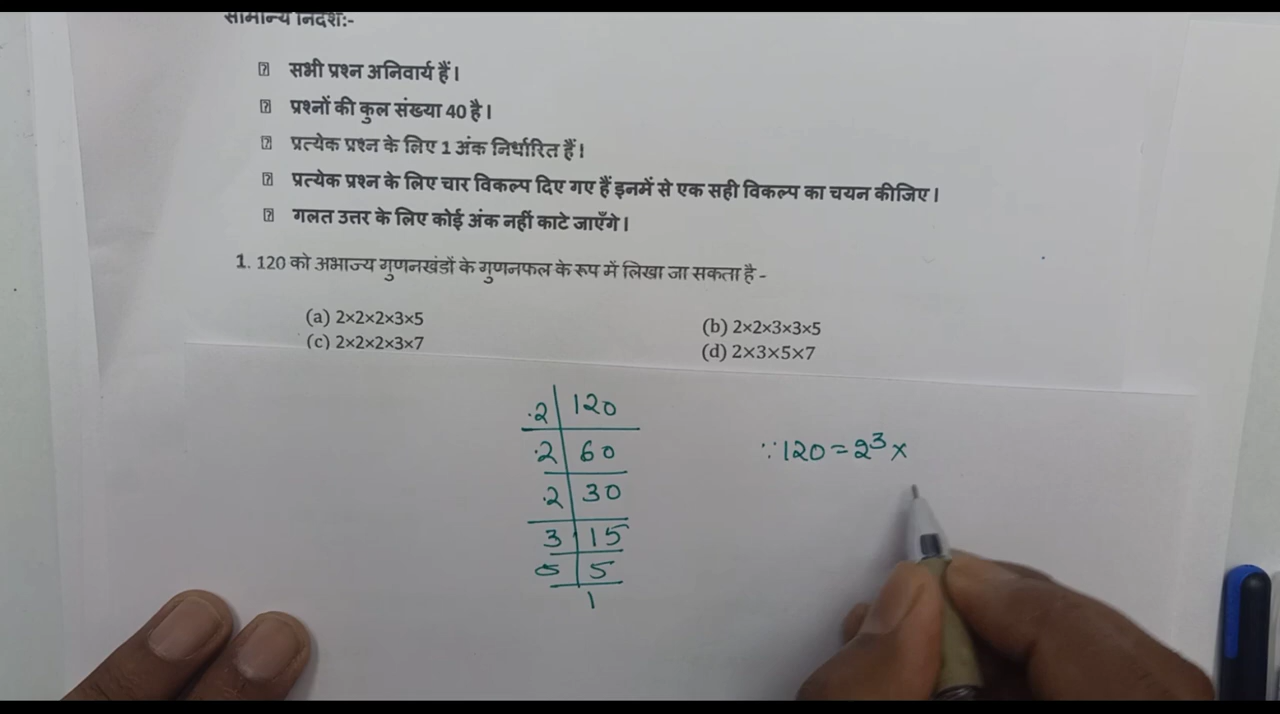 सामान्य निर्देश:-
सभी प्रश्न अनिवार्य हैं।
प्रश्नों की कुल संख्या 40 है।
प्रत्येक प्रश्न के लिए 1 अंक निर्धारित हैं।
प्रत्येक प्रश्न के लिए चार विकल्प दिए गए हैं इनमें से एक सही विकल्प का चयन कीजिए।
गलत उत्तर के लिए कोई अंक नहीं काटे जाएँगे।
1. 120 को अभाज्य गुणनखंडों के गुणनफल के रूप में लिखा जा सकता है -
(a) 2×2×2×3×5 (b) 2×2×3×3×5
(c) 2×2×2×3×7 (d) 2×3×5×7
2 120
2 60 ∵120=2³×
2 30
3 15
5 5
1